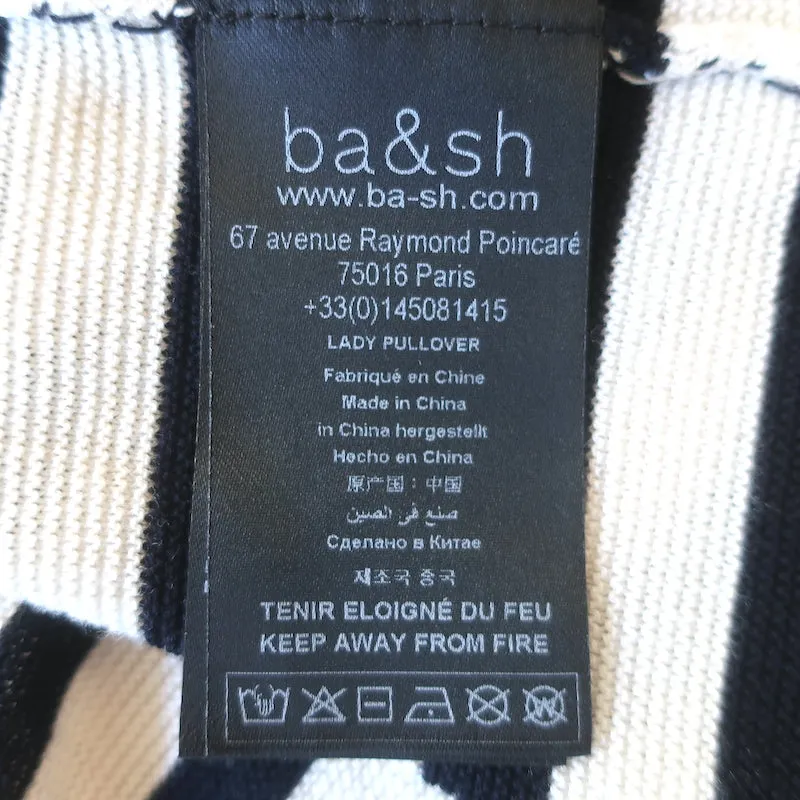 ba&sh
www.ba-sh.com
67 avenue Raymond Poincaré
75016 Paris
+33(0)145081415
LADY PULLOVER
Fabriqué en Chine
Made in China
in China hergestellt
Hecho en China
原产国：中国
صنع في الصين
Сделано в Китае
제조국 중국
TENIR ELOIGNÉ DU FEU
KEEP AWAY FROM FIRE
W